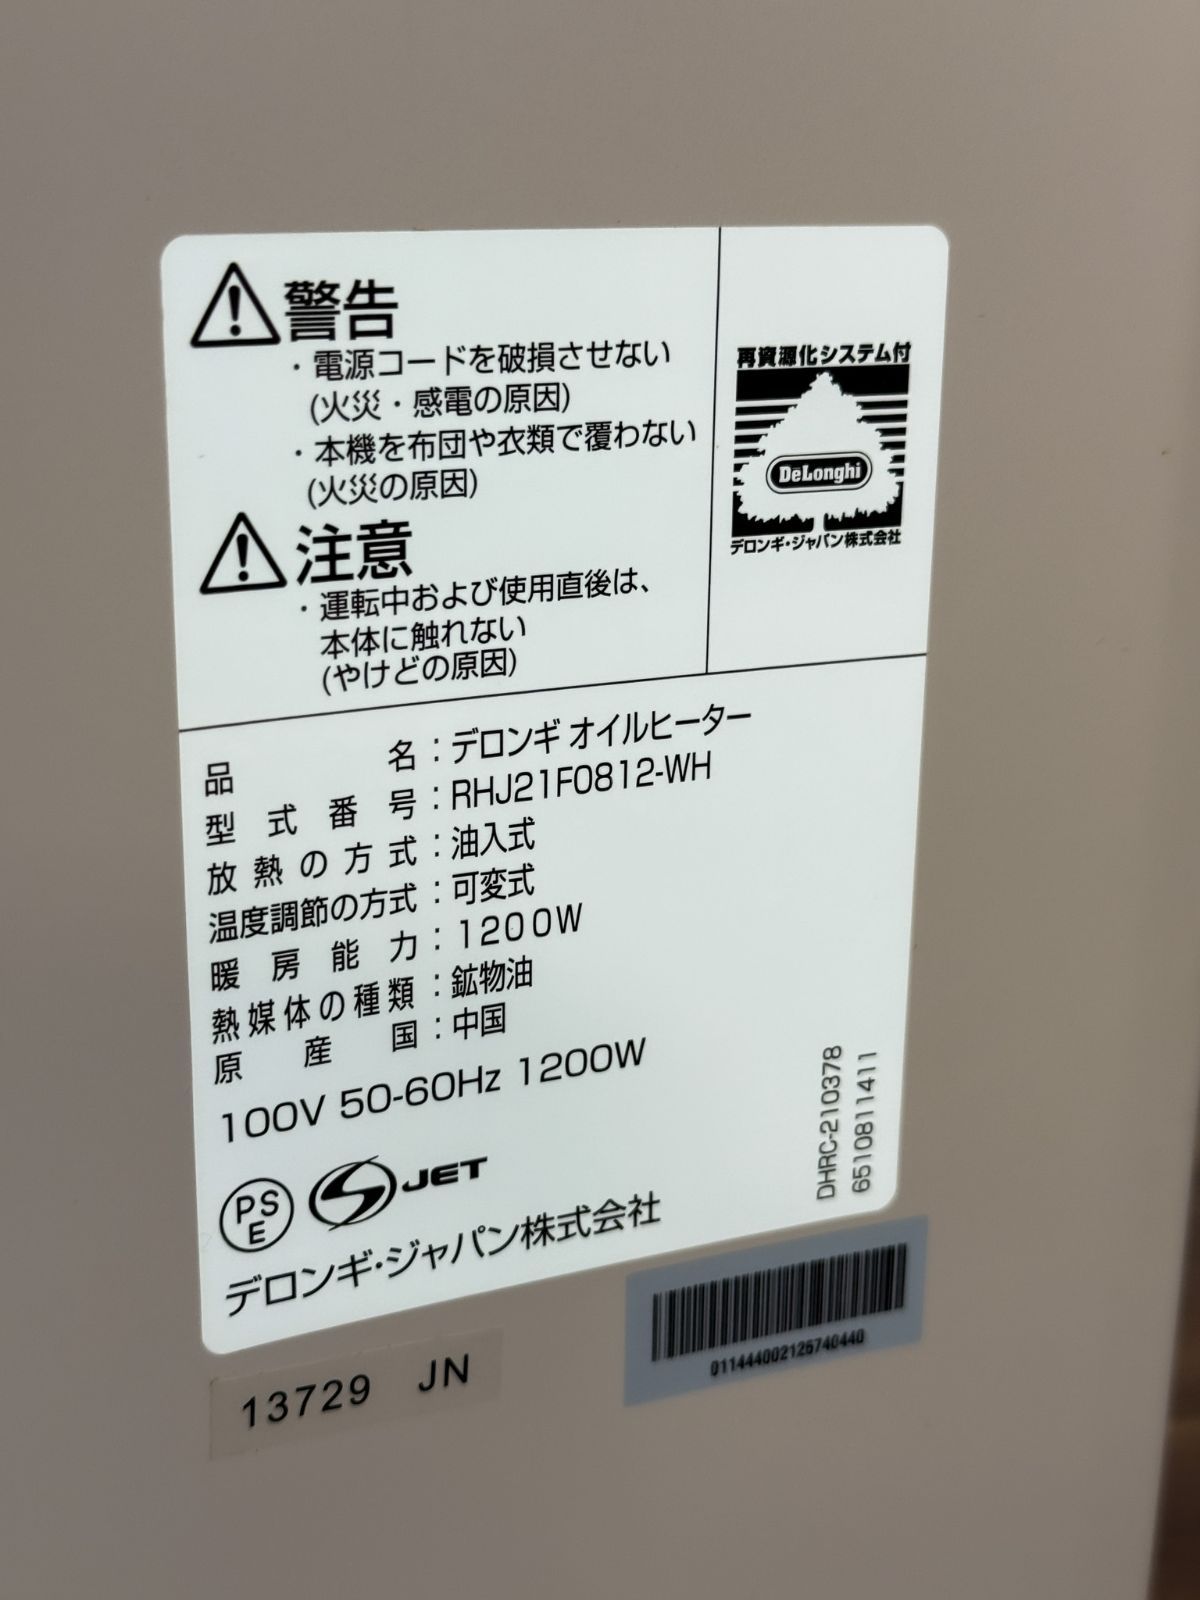 警告
・電源コードを破損させない
(火災・感電の原因)
・本機を布団や衣類で覆わない
(火災の原因)
注意
・運転中および使用直後は、
本体に触れない
(やけどの原因)
再資源化システム付
DeLonghi
デロンギ・ジャパン株式会社
品名：デロンギ オイルヒーター
型式番号：RHJ21F0812-WH
放熱の方式：油入式
温度調節の方式：可変式
暖房能力：1200W
熱媒体の種類：鉱物油
原産国：中国
100V 50-60Hz 1200W
PSE
JET
デロンギ・ジャパン株式会社
DHRC-210378
6510811411
011444002126740440
13729 JN